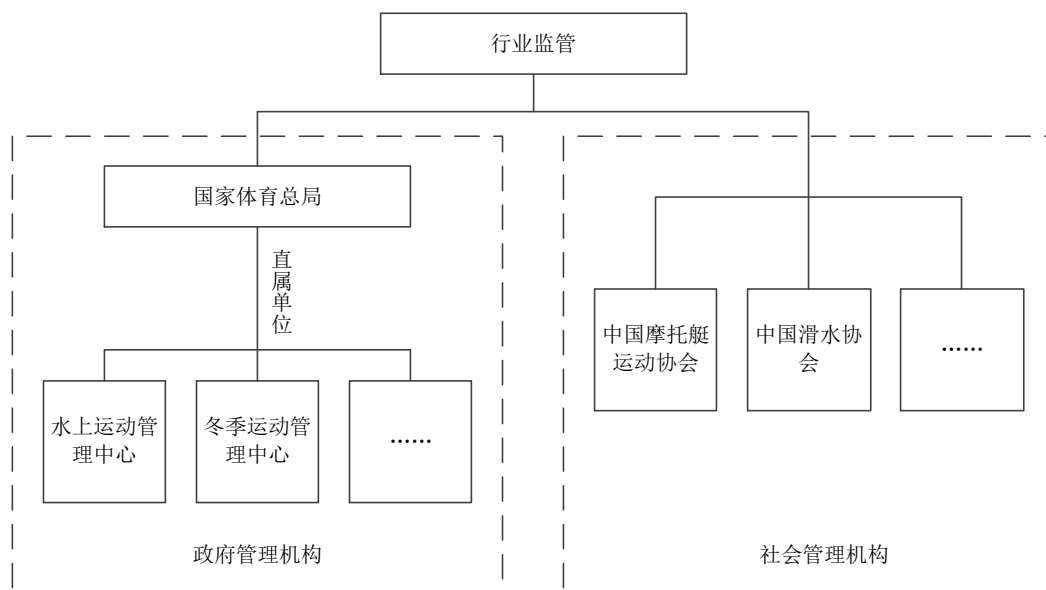 行业监管
国家体育总局
直属单位
水上运动管
理中心
冬季运动管
理中心
……
中国摩托艇
运动协会
中国滑水协
会
……
政府管理机构
社会管理机构